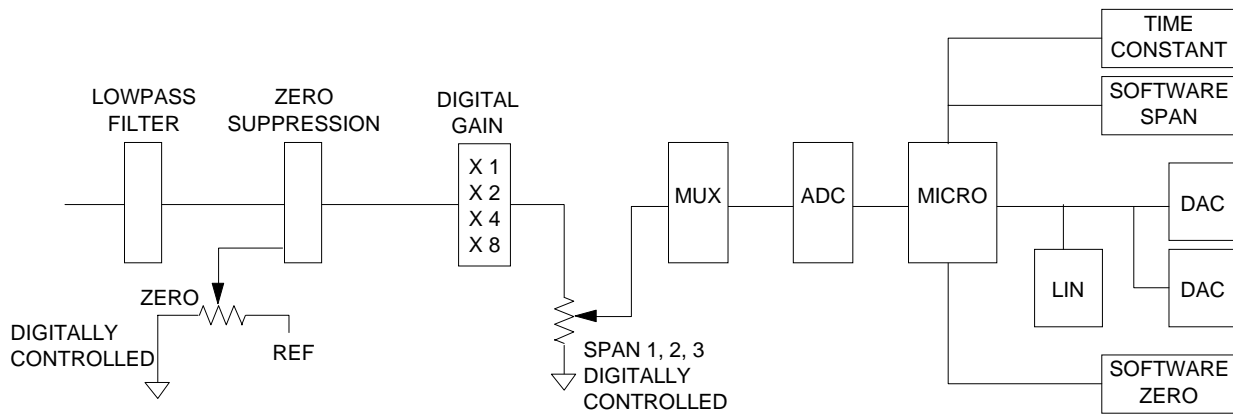 TIME
CONSTANT
LOWPASS
FILTER
ZERO
SUPPRESSION
DIGITAL
GAIN
SOFTWARE
SPAN
X 1
X 2
X 4
X 8
MUX
ADC
MICRO
DAC
LIN
DAC
ZERO
DIGITALLY
CONTROLLED
REF
SPAN 1, 2, 3
DIGITALLY
CONTROLLED
SOFTWARE
ZERO